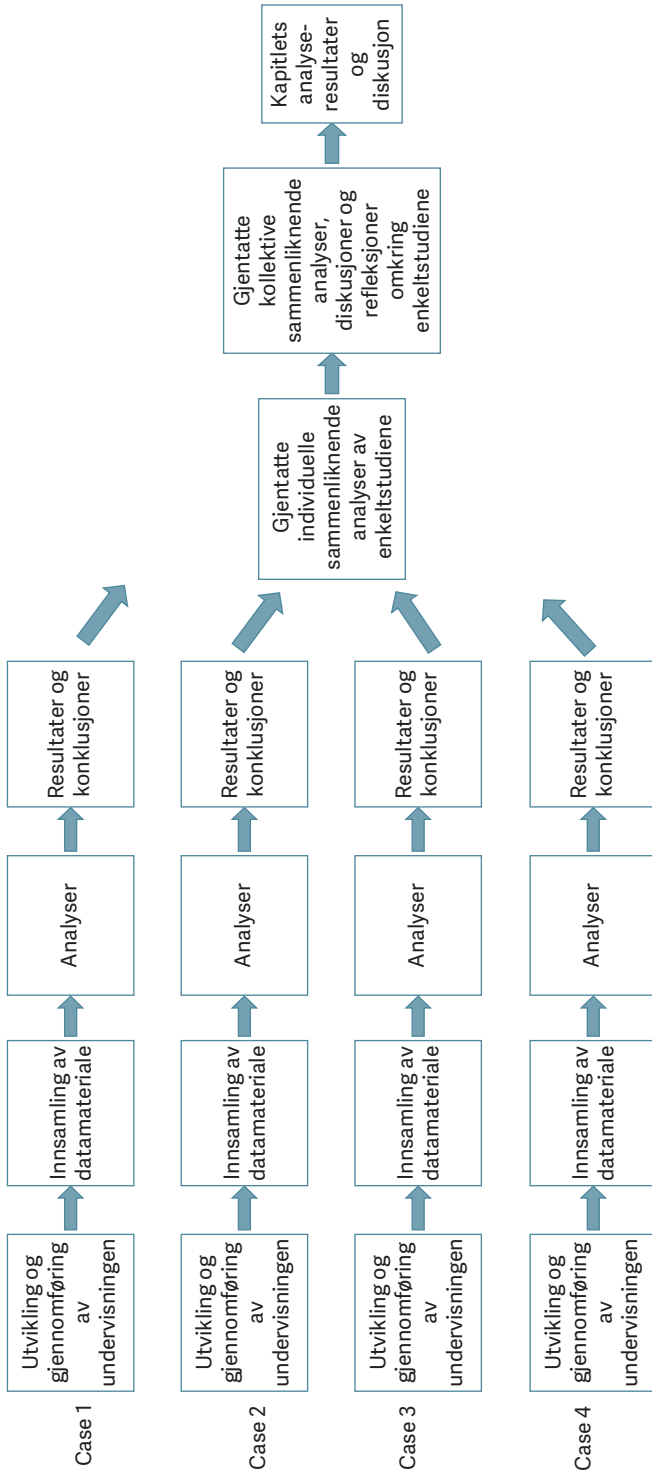 Case 1
Utvikling og
gjennomføring
av
undervisningen
Innsamling av
datamateriale
Analyser
Resultater og
konklusjoner
Case 2
Utvikling og
gjennomføring
av
undervisningen
Innsamling av
datamateriale
Analyser
Resultater og
konklusjoner
Case 3
Utvikling og
gjennomføring
av
undervisningen
Innsamling av
datamateriale
Analyser
Resultater og
konklusjoner
Case 4
Utvikling og
gjennomføring
av
undervisningen
Innsamling av
datamateriale
Analyser
Resultater og
konklusjoner
Gjentatte
individuelle
sammenliknende
analyser av
enkeltstudiene
Gjentatte
kollektive
sammenliknende
analyser,
diskusjoner og
refleksjoner
omkring
enkeltstudiene
Kapitlets
analyse-
resultater
og
diskusjon